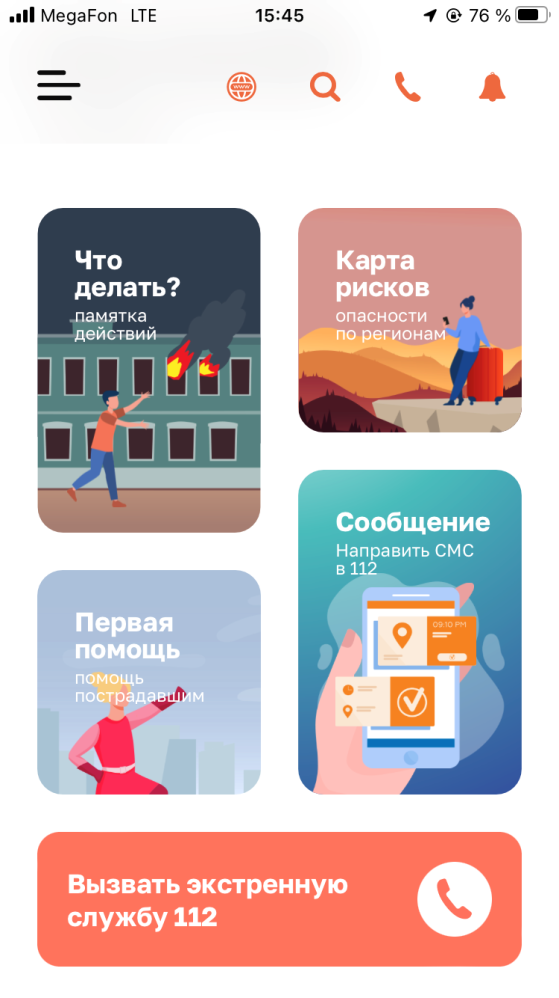 MegaFon LTE 15:45 76 %
www
Что
делать?
памятка
действий
Карта
рисков
опасности
по регионам
Сообщение
Направить СМС
в 112
09:10 PM
Первая
помощь
помощь
пострадавшим
Вызвать экстренную
службу 112